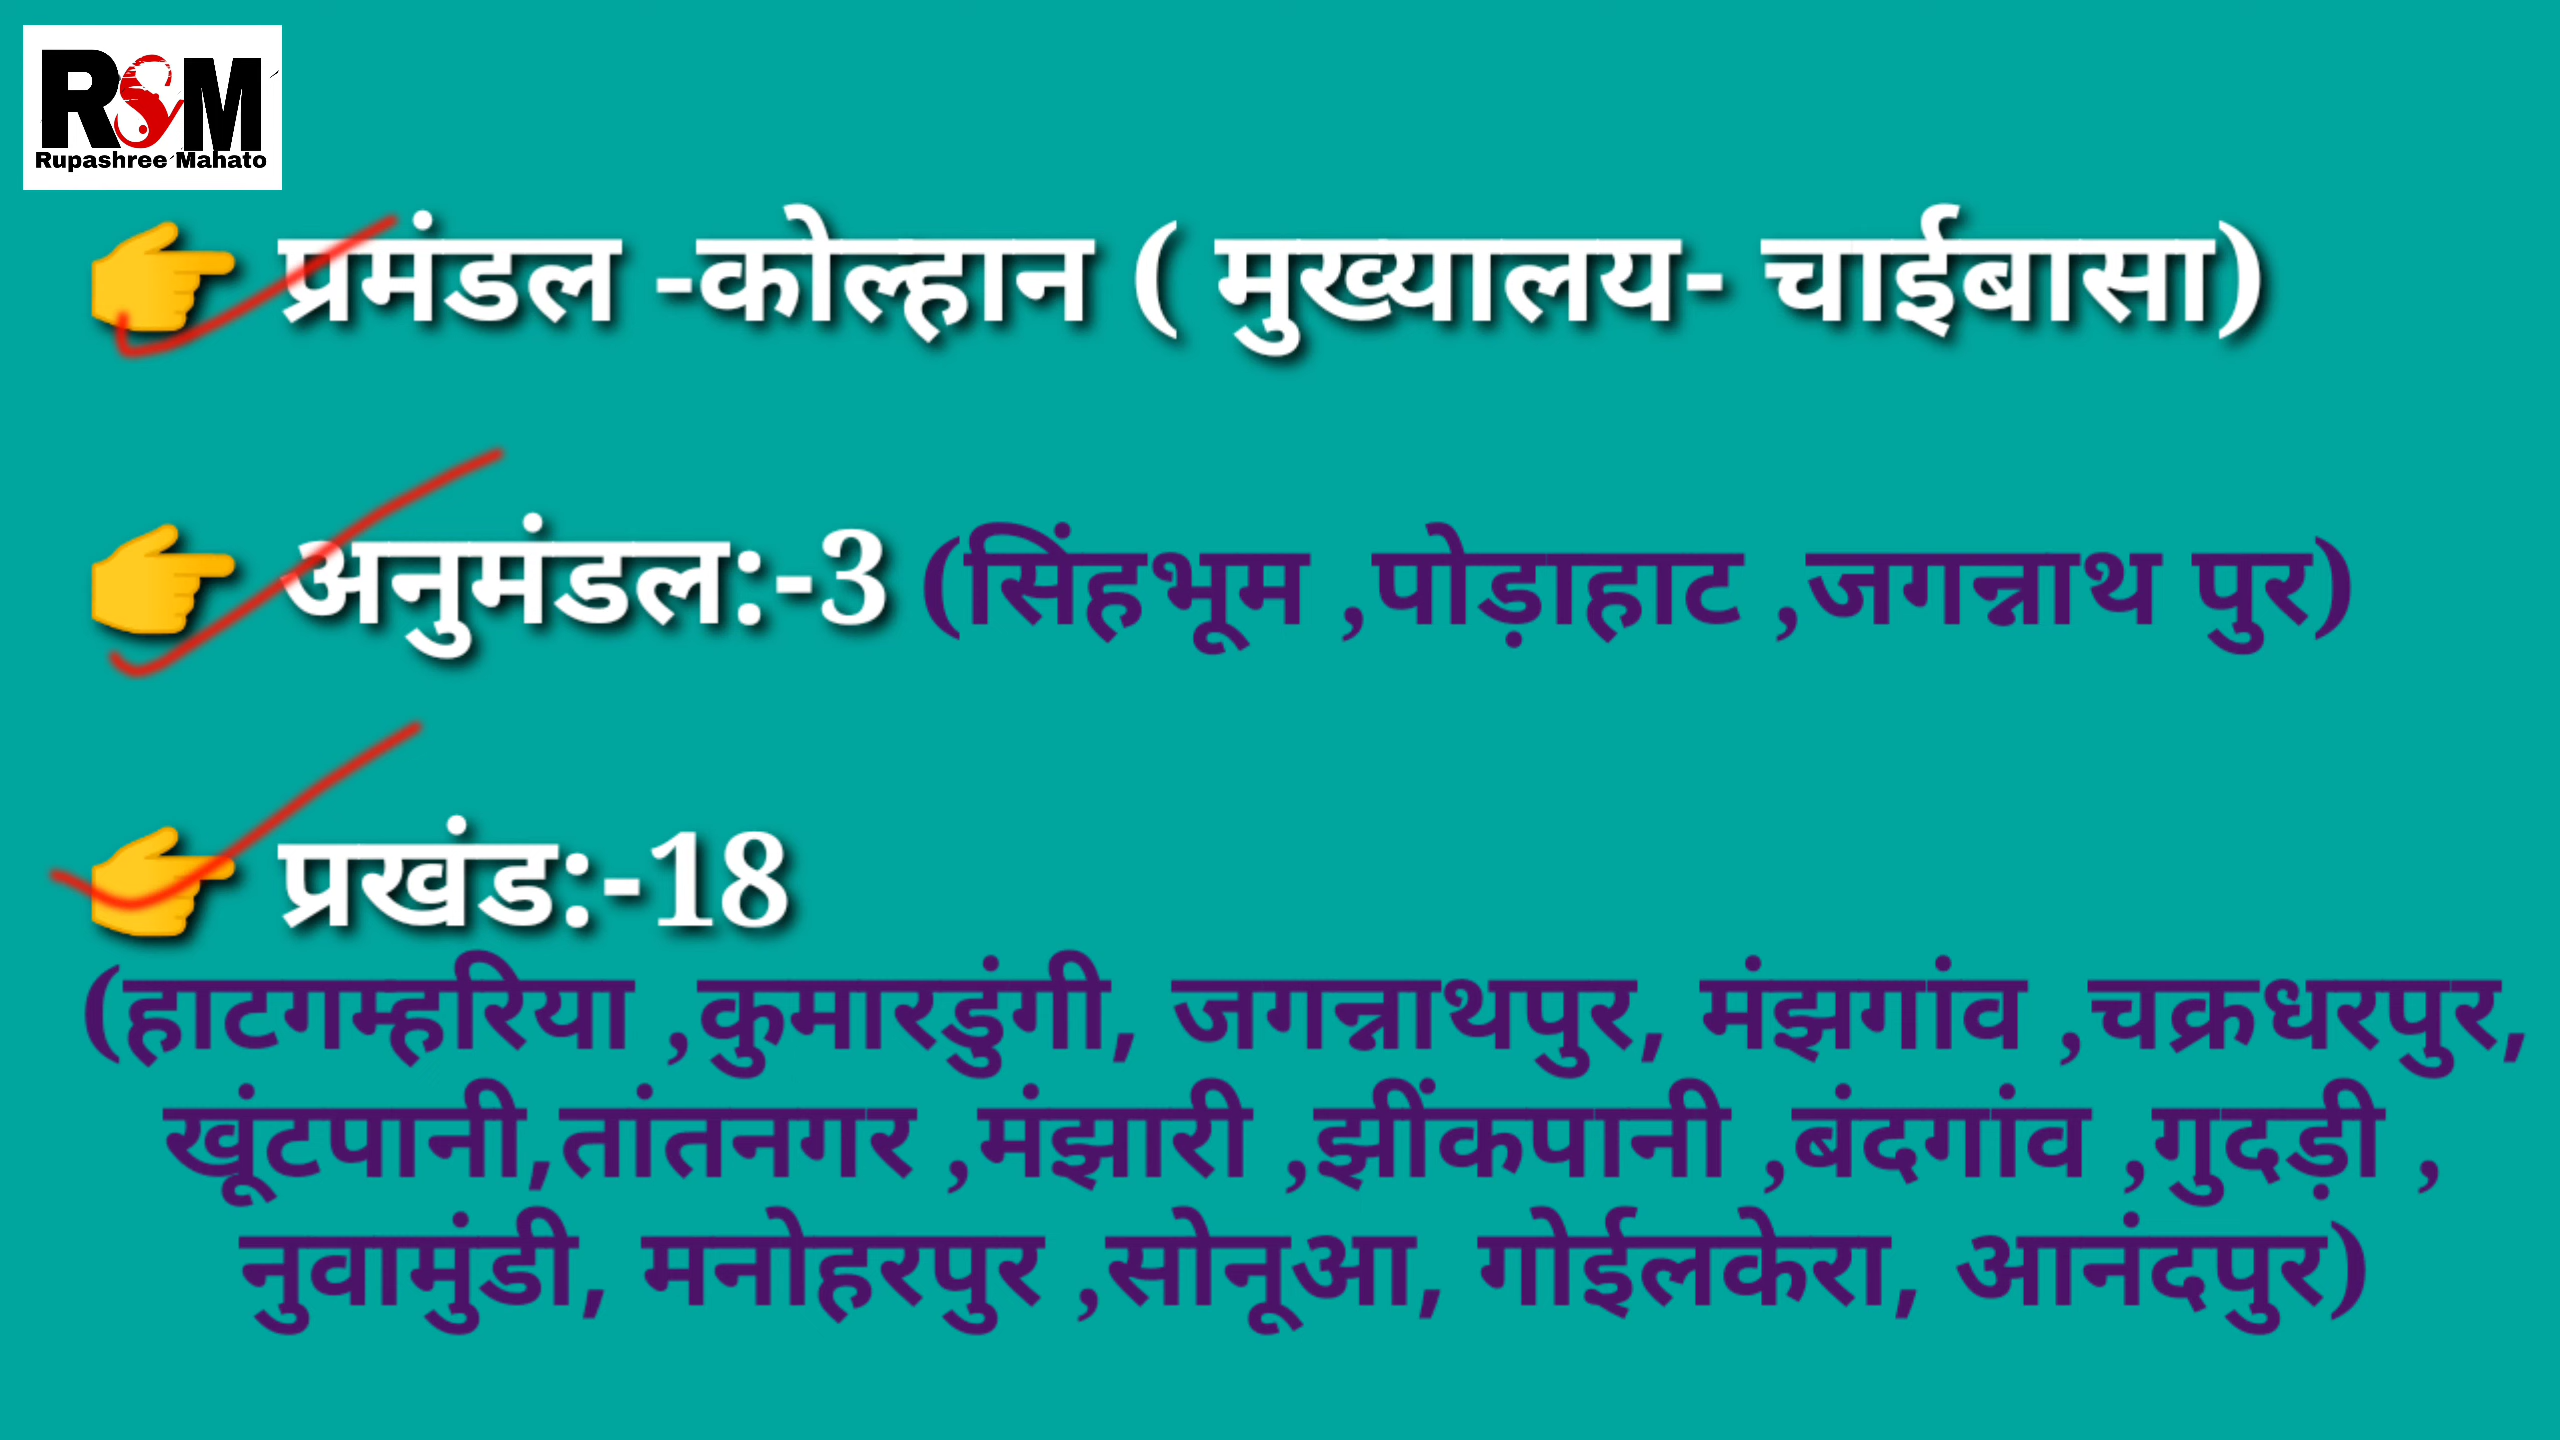 RSM
Rupashree Mahato
👉 प्रमंडल -कोल्हान ( मुख्यालय- चाईबासा)
👉 अनुमंडल:-3 (सिंहभूम ,पोड़ाहाट ,जगन्नाथ पुर)
👉 प्रखंड:-18
(हाटगम्हरिया ,कुमारडुंगी, जगन्नाथपुर, मंझगांव ,चक्रधरपुर,
खूंटपानी,तांतनगर ,मंझारी ,झींकपानी ,बंदगांव ,गुदड़ी ,
नुवामुंडी, मनोहरपुर ,सोनूआ, गोईलकेरा, आनंदपुर)